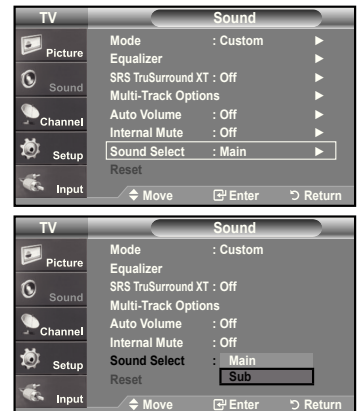 TV Sound
Picture
Sound
Channel
Setup
Input
Mode : Custom ►
Equalizer ►
SRS TruSurround XT : Off ►
Multi-Track Options ►
Auto Volume : Off ►
Internal Mute : Off ►
Sound Select : Main ►
Reset
Move Enter Return
TV Sound
Picture
Sound
Channel
Setup
Input
Mode : Custom
Equalizer
SRS TruSurround XT : Off
Multi-Track Options
Auto Volume : Off
Internal Mute : Off
Sound Select : Main
Reset Sub
Move Enter Return